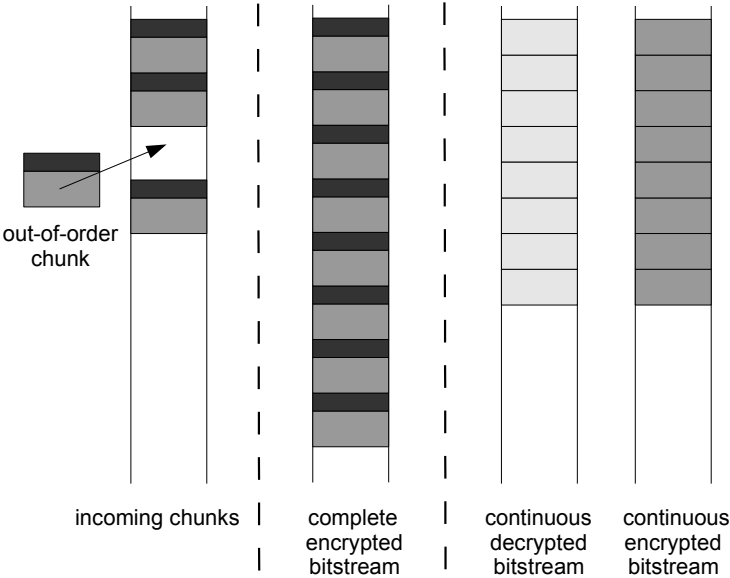 out-of-order
chunk
incoming chunks
complete
encrypted
bitstream
continuous
decrypted
bitstream
continuous
encrypted
bitstream